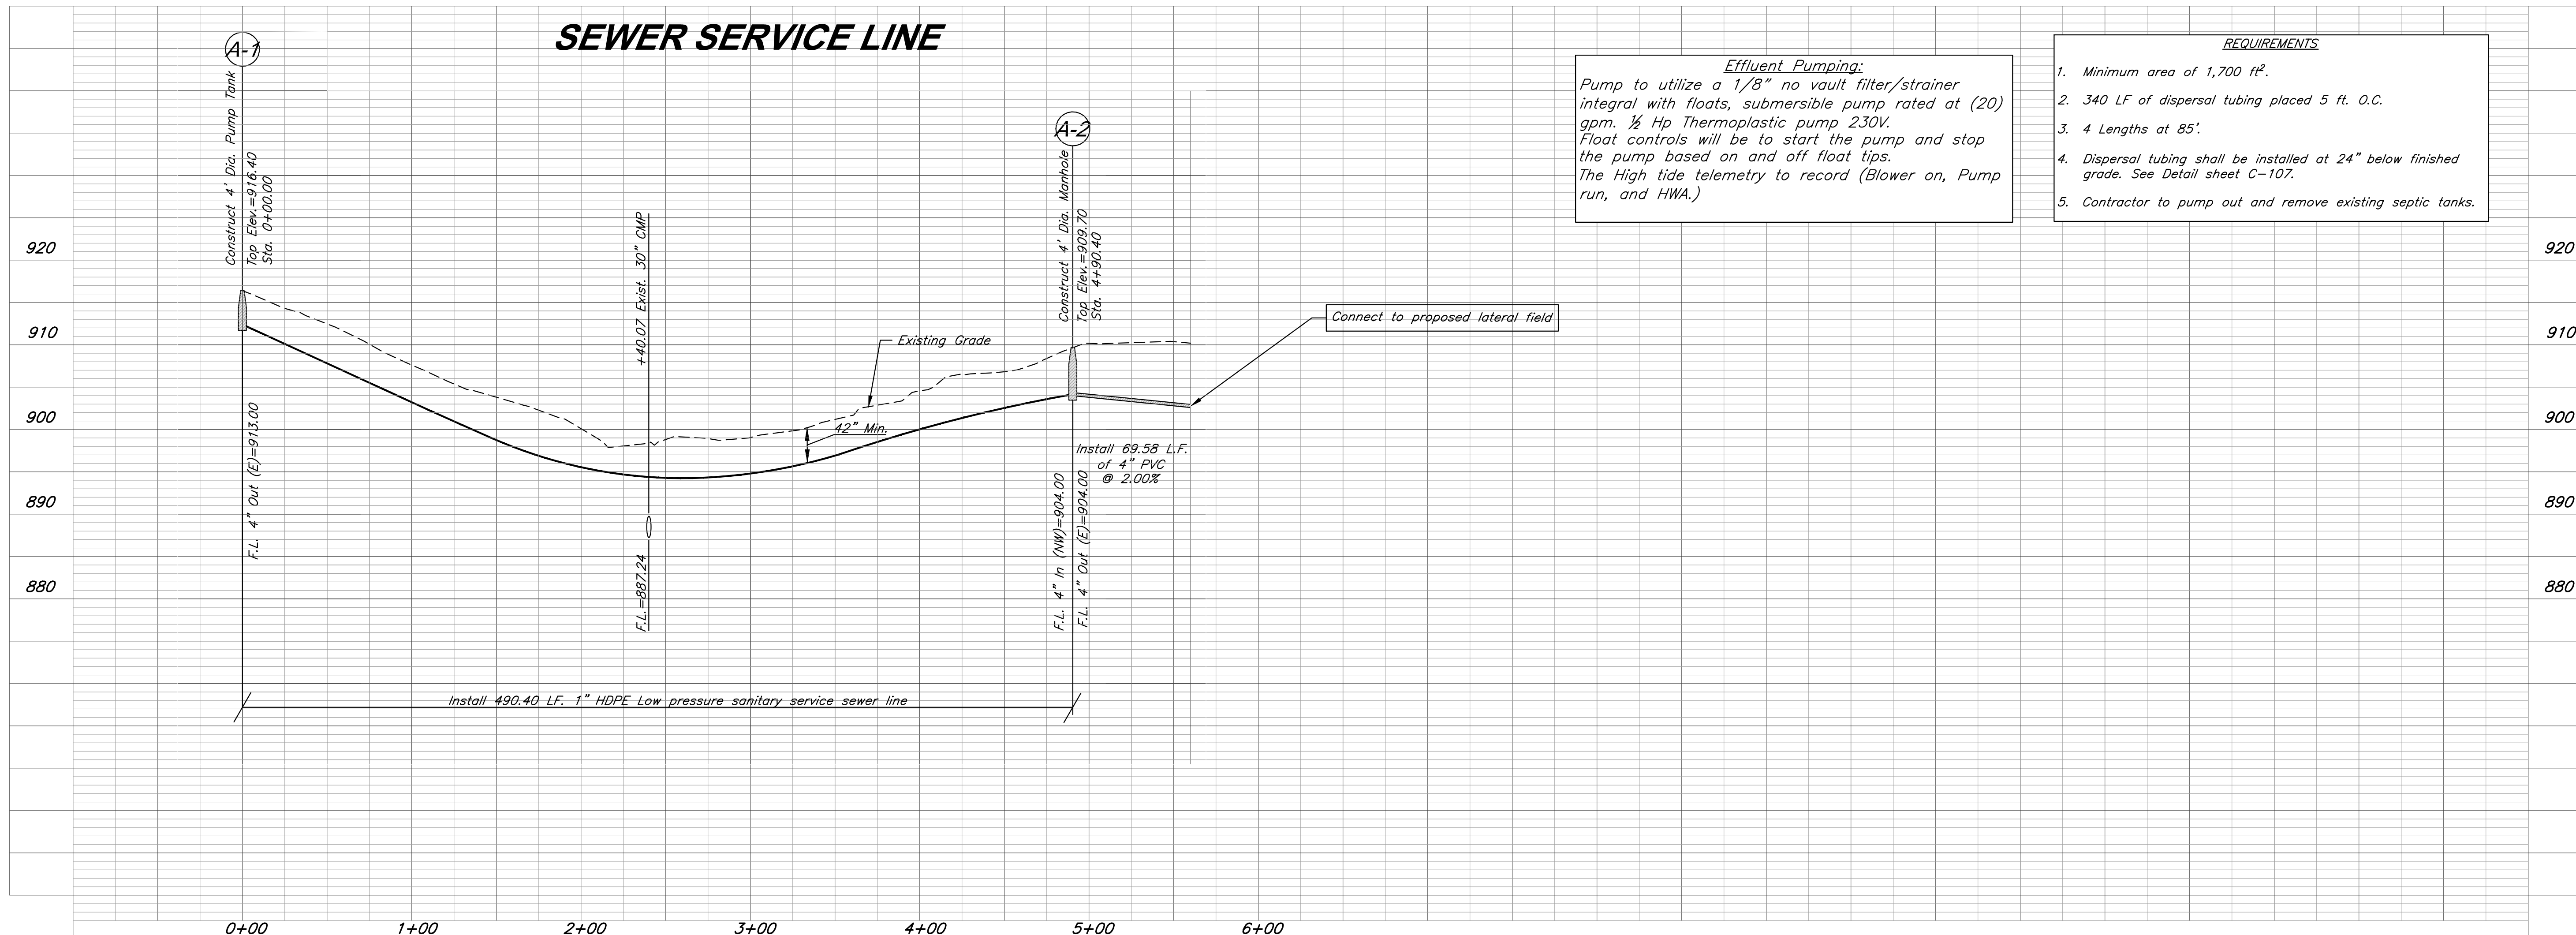 SEWER SERVICE LINE
A-1
Construct 4' Dia. Pump Tank
Top Elev.=916.40
Sta. 0+00.00
A-2
Construct 4' Dia. Manhole
Top Elev.=909.70
Sta. 4+90.40
Effluent Pumping:
Pump to utilize a 1/8" no vault filter/strainer
integral with floats, submersible pump rated at (20)
gpm. ½ Hp Thermoplastic pump 230V.
Float controls will be to start the pump and stop
the pump based on and off float tips.
The High tide telemetry to record (Blower on, Pump
run, and HWA.)
REQUIREMENTS
1. Minimum area of 1,700 ft².
2. 340 LF of dispersal tubing placed 5 ft. O.C.
3. 4 Lengths at 85'.
4. Dispersal tubing shall be installed at 24" below finished
grade. See Detail sheet C-107.
5. Contractor to pump out and remove existing septic tanks.
+40.07 Exist. 30" CMP
F.L.=887.24
Existing Grade
42" Min.
Connect to proposed lateral field
Install 69.58 L.F.
of 4" PVC
@ 2.00%
F.L. 4" Out (E)=913.00
F.L. 4" In (NW)=904.00
F.L. 4" Out (E)=904.00
Install 490.40 LF. 1" HDPE Low pressure sanitary service sewer line
920
910
900
890
880
920
910
900
890
880
0+00
1+00
2+00
3+00
4+00
5+00
6+00